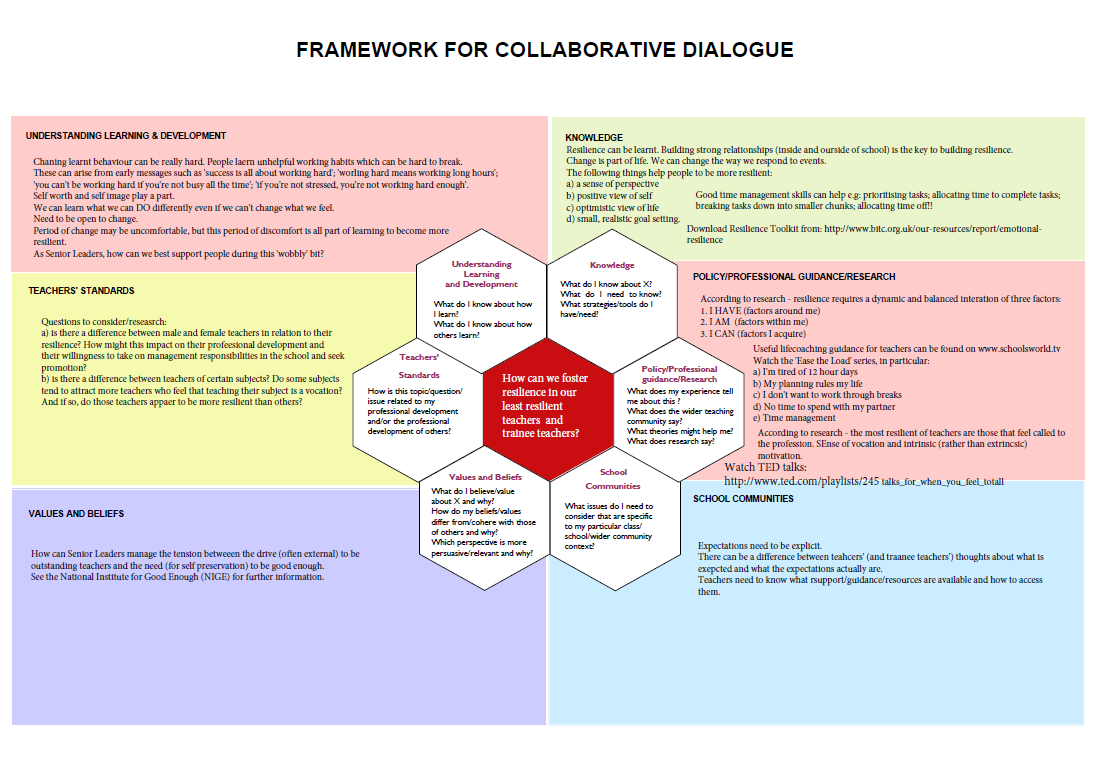 FRAMEWORK FOR COLLABORATIVE DIALOGUE
UNDERSTANDING LEARNING & DEVELOPMENT
Chaning learnt behaviour can be really hard. People laern unhelpful working habits which can be hard to break.
These can arise from early messages such as 'success is all about working hard'; 'worling hard means working long hours';
'you can't be working hard if you're not busy all the time'; 'if you're not stressed, you're not working hard enough'.
Self worth and self image play a part.
We can learn what we can DO differently even if we can't change what we feel.
Need to be open to change.
Period of change may be uncomfortable, but this period of discomfort is all part of learning to become more
resilient.
As Senior Leaders, how can we best support people during this 'wobbly' bit?
KNOWLEDGE
Resilience can be learnt. Building strong relationships (inside and ourside of school) is the key to building resilience.
Change is part of life. We can change the way we respond to events.
The following things help people to be more resilient:
a) a sense of perspective
b) positive view of self
c) optimistic view of life
d) small, realistic goal setting.
Good time management skills can help e.g: prioritising tasks; allocating time to complete tasks;
breaking tasks down into smaller chunks; allocating time off!!
Download Resilience Toolkit from: http://www.bitc.org.uk/our-resources/report/emotional-
resilience
TEACHERS' STANDARDS
Questions to consider/reseasrch:
a) is there a difference between male and female teachers in relation to their
resilience? How might this impact on their professional development and
their willingness to take on management responsibilities in the school and seek
promotion?
b) is there a difference between teachers of certain subjects? Do some subjects
tend to attract more teachers who feel that teaching their subject is a vocation?
And if so, do those teachers appaer to be more resilient than others?
POLICY/PROFESSIONAL GUIDANCE/RESEARCH
According to research - resilience requires a dynamic and balanced interation of three factors:
1. I HAVE (factors around me)
2. I AM (factors within me)
3. I CAN (factors I acquire)
Useful lifecoaching guidance for teachers can be found on www.schoolsworld.tv
Watch the 'Ease the Load' series, in particular:
a) I'm tired of 12 hour days
b) My planning rules my life
c) I don't want to work through breaks
d) No time to spend with my partner
e) Time management
According to research - the most resilient of teachers are those that feel called to
the profession. SEnse of vocation and intrinsic (rather than extrincsic)
motivation.
Watch TED talks:
http://www.ted.com/playlists/245 talks_for_when_you_feel_totall
Understanding
Learning
and Development
What do I know about how
I learn?
What do I know about how
others learn?
Knowledge
What do I know about X?
What do I need to know?
What strategies/tools do I
have/need?
Teachers'
Standards
How is this topic/question/
issue related to my
professional development
and/or the professional
development of others?
How can we foster
resilience in our
least resilient
teachers and
trainee teachers?
Policy/Professional
guidance/Research
What does my experience tell
me about this ?
What does the wider teaching
community say?
What theories might help me?
What does research say?
Values and Beliefs
What do I believe/value
about X and why?
How do my beliefs/values
differ from/cohere with those
of others and why?
Which perspective is more
persuasive/relevant and why?
School
Communities
What issues do I need to
consider that are specific
to my particular class/
school/wider community
context?
VALUES AND BELIEFS
How can Senior Leaders manage the tension betweeen the drive (often external) to be
outstanding teachers and the need (for self preservation) to be good enough.
See the National Institute for Good Enough (NIGE) for further information.
SCHOOL COMMUNITIES
Expectations need to be explicit.
There can be a difference between teahcers' (and traanee teachers') thoughts about what is
exepcted and what the expectations actually are.
Teachers need to know what rsupport/guidance/resources are available and how to access
them.